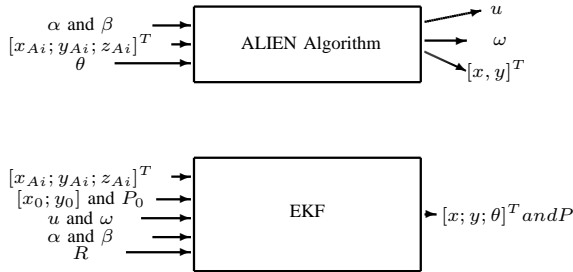 α and β
[x_{Ai}; y_{Ai}; z_{Ai}]^T
θ
ALIEN Algorithm
u
ω
[x, y]^T
[x_{Ai}; y_{Ai}; z_{Ai}]^T
[x_0; y_0] and P_0
u and ω
α and β
R
EKF
[x; y; θ]^T andP